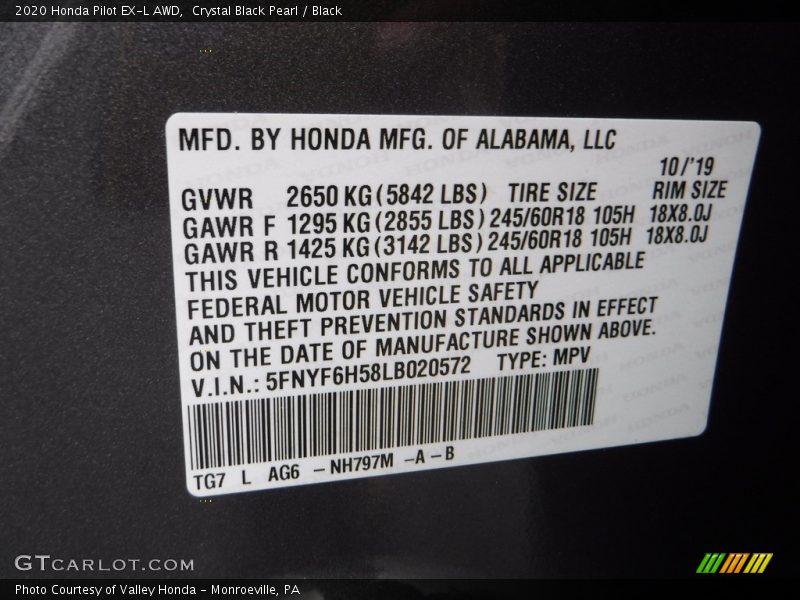 2020 Honda Pilot EX-L AWD,  Crystal Black Pearl / Black
MFD. BY HONDA MFG. OF ALABAMA, LLC
10/'19
GVWR 2650 KG (5842 LBS) TIRE SIZE RIM SIZE
GAWR F 1295 KG (2855 LBS) 245/60R18 105H 18X8.0J
GAWR R 1425 KG (3142 LBS) 245/60R18 105H 18X8.0J
THIS VEHICLE CONFORMS TO ALL APPLICABLE
FEDERAL MOTOR VEHICLE SAFETY
AND THEFT PREVENTION STANDARDS IN EFFECT
ON THE DATE OF MANUFACTURE SHOWN ABOVE.
V.I.N.: 5FNYF6H58LB020572 TYPE: MPV
TG7 L AG6 - NH797M - A - B
GTCARLOT.COM
Photo Courtesy of Valley Honda - Monroeville, PA